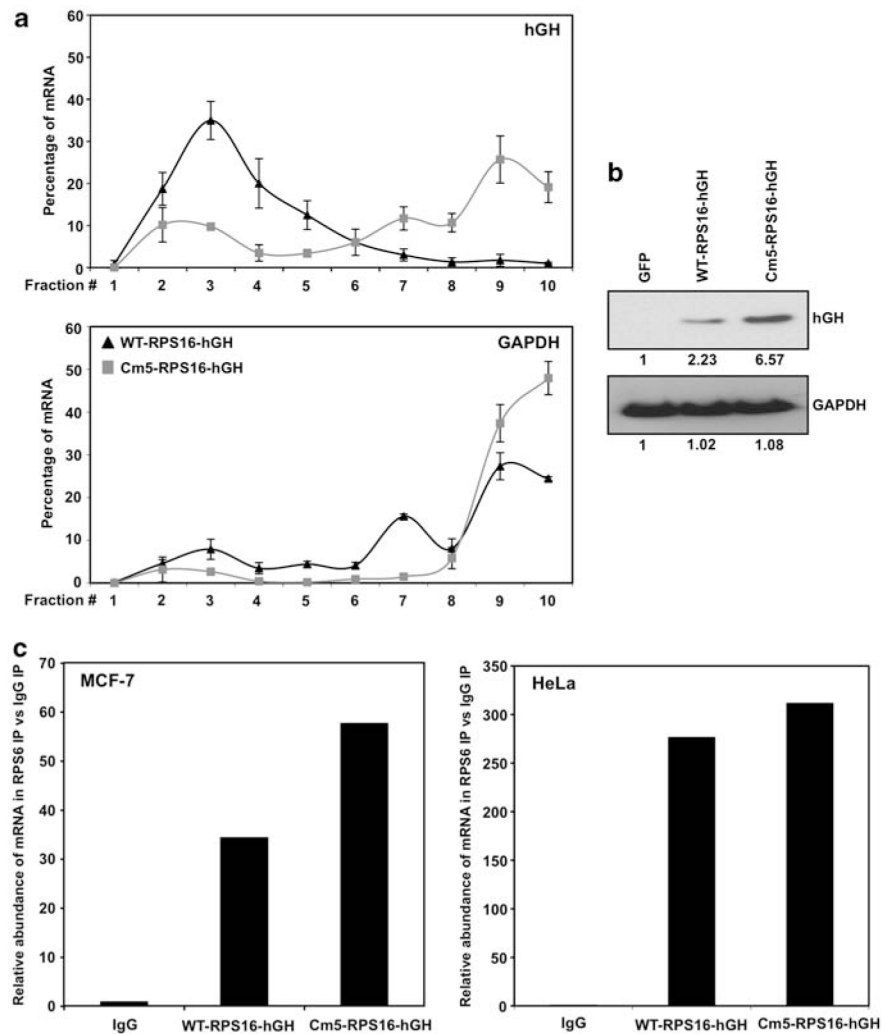 a
hGH
Percentage of mRNA
60
50
40
30
20
10
0
Fraction # 1 2 3 4 5 6 7 8 9 10
GAPDH
WT-RPS16-hGH
Cm5-RPS16-hGH
Percentage of mRNA
60
50
40
30
20
10
0
Fraction # 1 2 3 4 5 6 7 8 9 10
b
GFP
WT-RPS16-hGH
Cm5-RPS16-hGH
hGH
1 2.23 6.57
GAPDH
1 1.02 1.08
c
MCF-7
Relative abundance of mRNA in RPS6 IP vs IgG IP
70
60
50
40
30
20
10
0
IgG WT-RPS16-hGH Cm5-RPS16-hGH
HeLa
Relative abundance of mRNA in RPS6 IP vs IgG IP
350
300
250
200
150
100
50
0
IgG WT-RPS16-hGH Cm5-RPS16-hGH